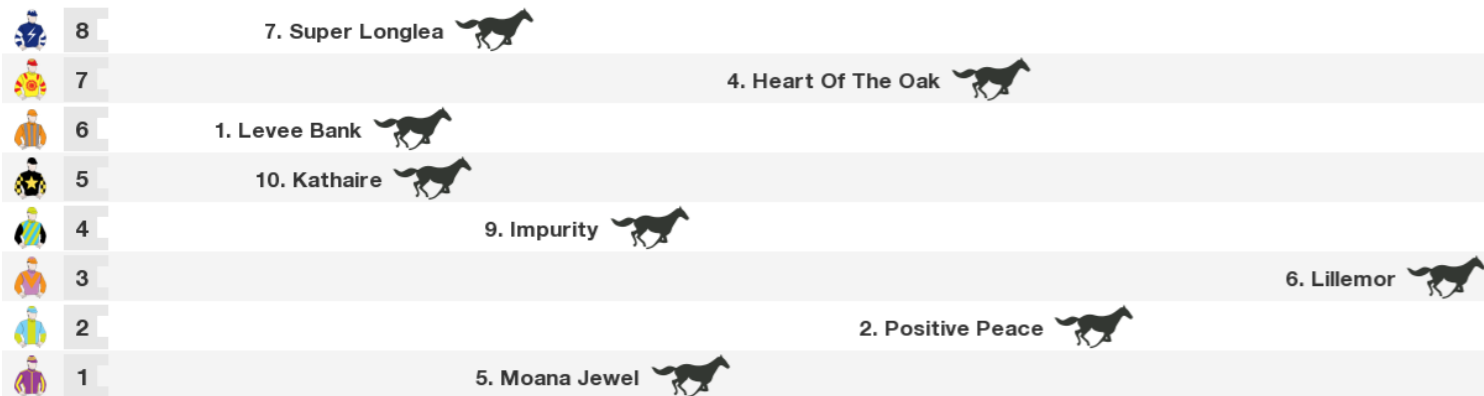 8 7. Super Longlea
7 4. Heart Of The Oak
6 1. Levee Bank
5 10. Kathaire
4 9. Impurity
3 6. Lillemor
2 2. Positive Peace
1 5. Moana Jewel